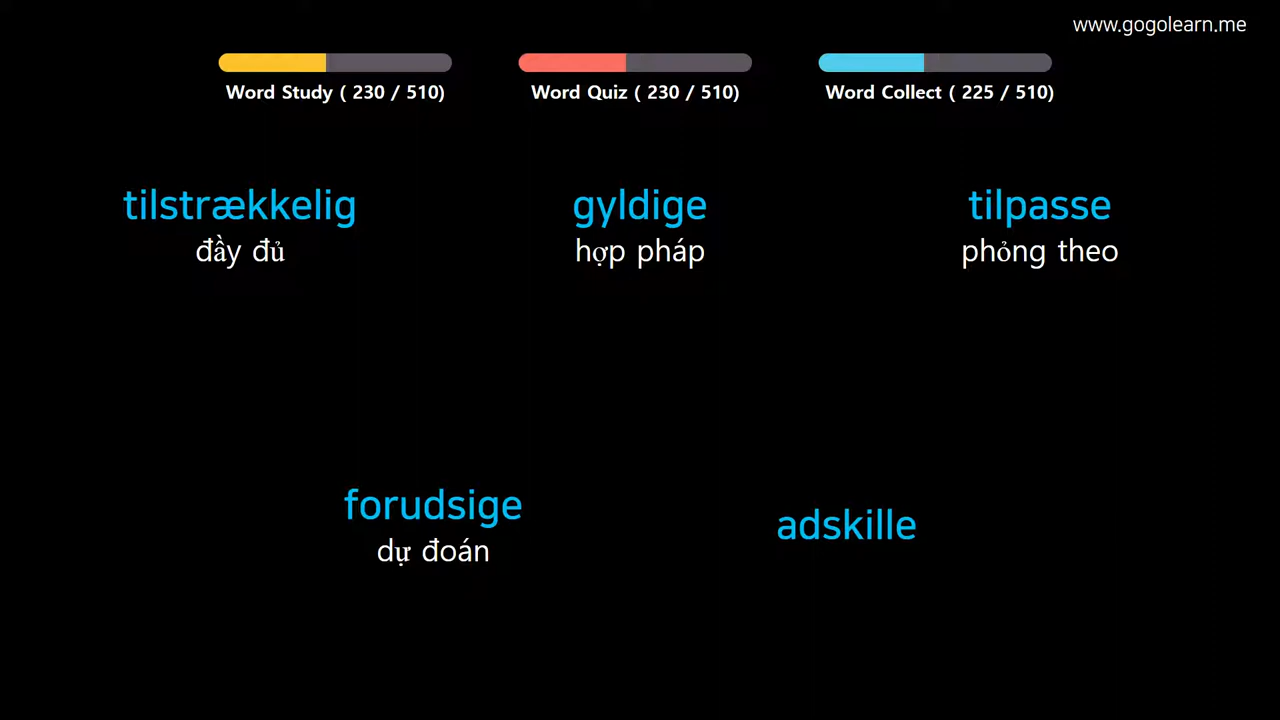 www.gogolearn.me
Word Study ( 230 / 510)
Word Quiz ( 230 / 510)
Word Collect ( 225 / 510)
tilstrækkelig
đầy đủ
gyldige
hợp pháp
tilpasse
phỏng theo
forudsige
dự đoán
adskille